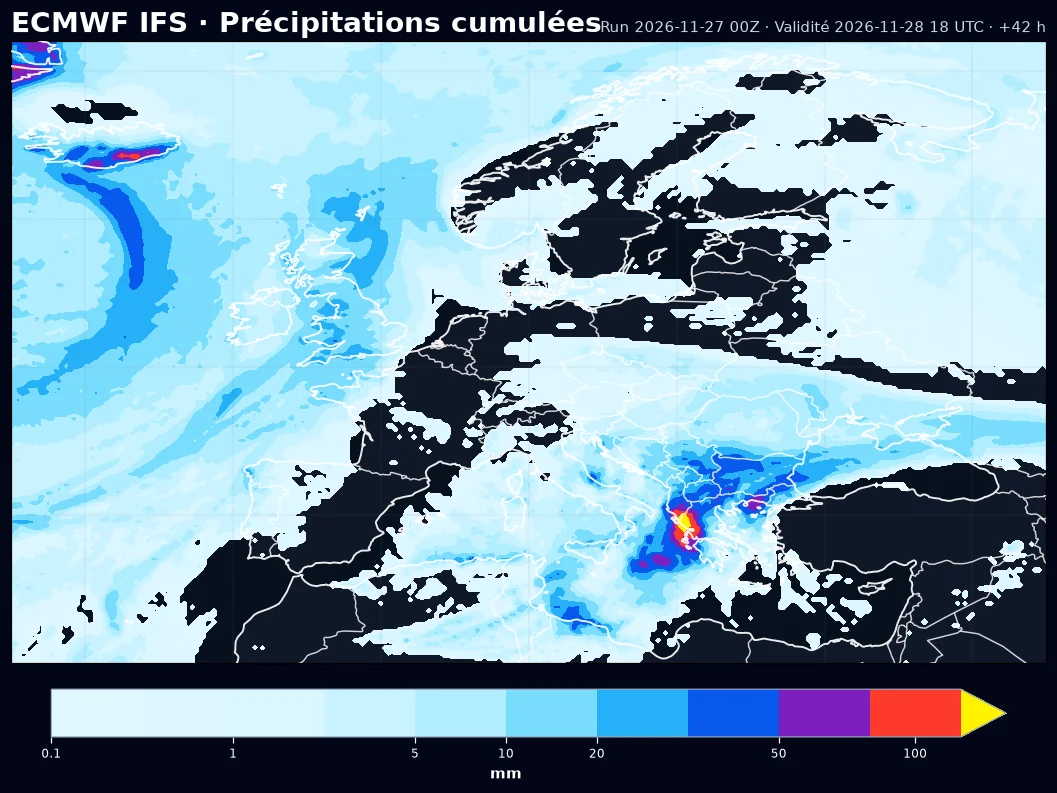 ECMWF IFS · Précipitations cumulées
Run 2026-11-27 00Z · Validité 2026-11-28 18 UTC · +42 h
0.1 1 5 10 20 50 100
mm